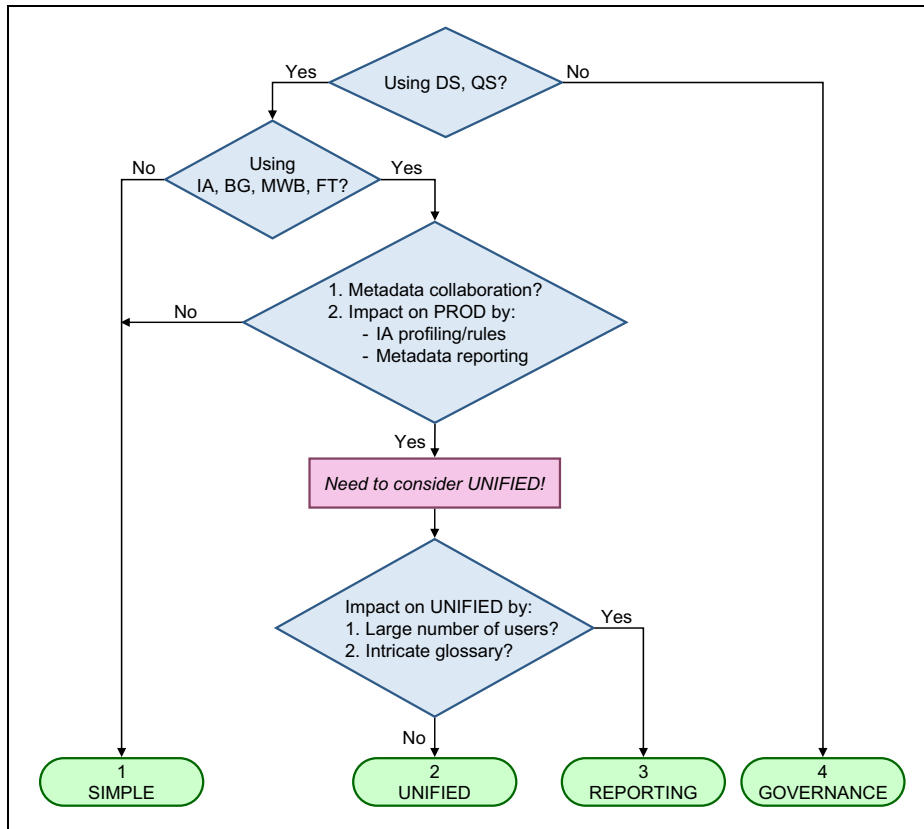 Using DS, QS?
Yes
No
Using
IA, BG, MWB, FT?
No
Yes
1. Metadata collaboration?
2. Impact on PROD by:
- IA profiling/rules
- Metadata reporting
No
Yes
Need to consider UNIFIED!
Impact on UNIFIED by:
1. Large number of users?
2. Intricate glossary?
Yes
No
1
SIMPLE
2
UNIFIED
3
REPORTING
4
GOVERNANCE